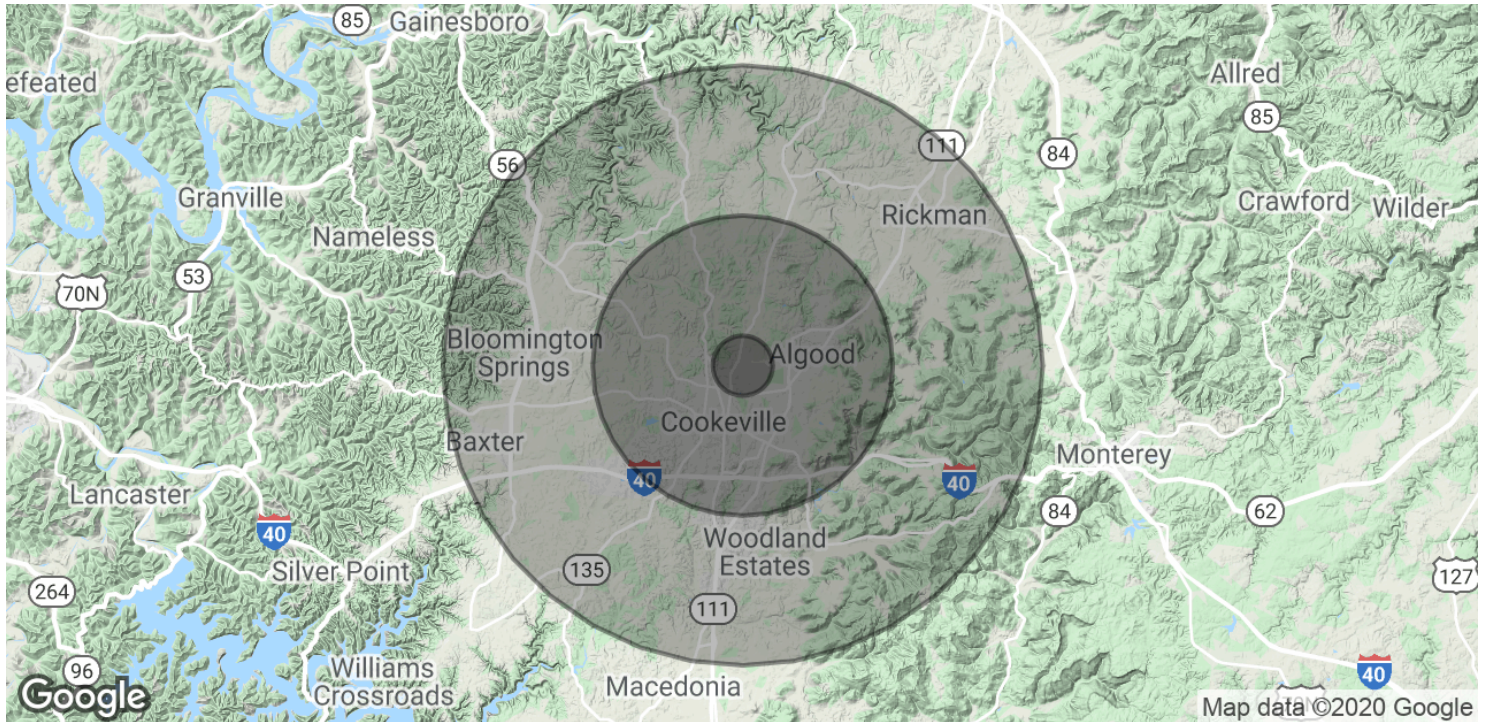 85
Gainesboro
efeated
Allred
85
111
84
56
Granville
Rickman
Crawford
Wilder
Nameless
53
70N
Bloomington
Springs
Algood
Cookeville
Baxter
Monterey
40
40
Lancaster
84
62
40
Woodland
Estates
Silver Point
135
127
264
111
96
Williams
Crossroads
Macedonia
40
Google
70N
Map data ©2020 Google